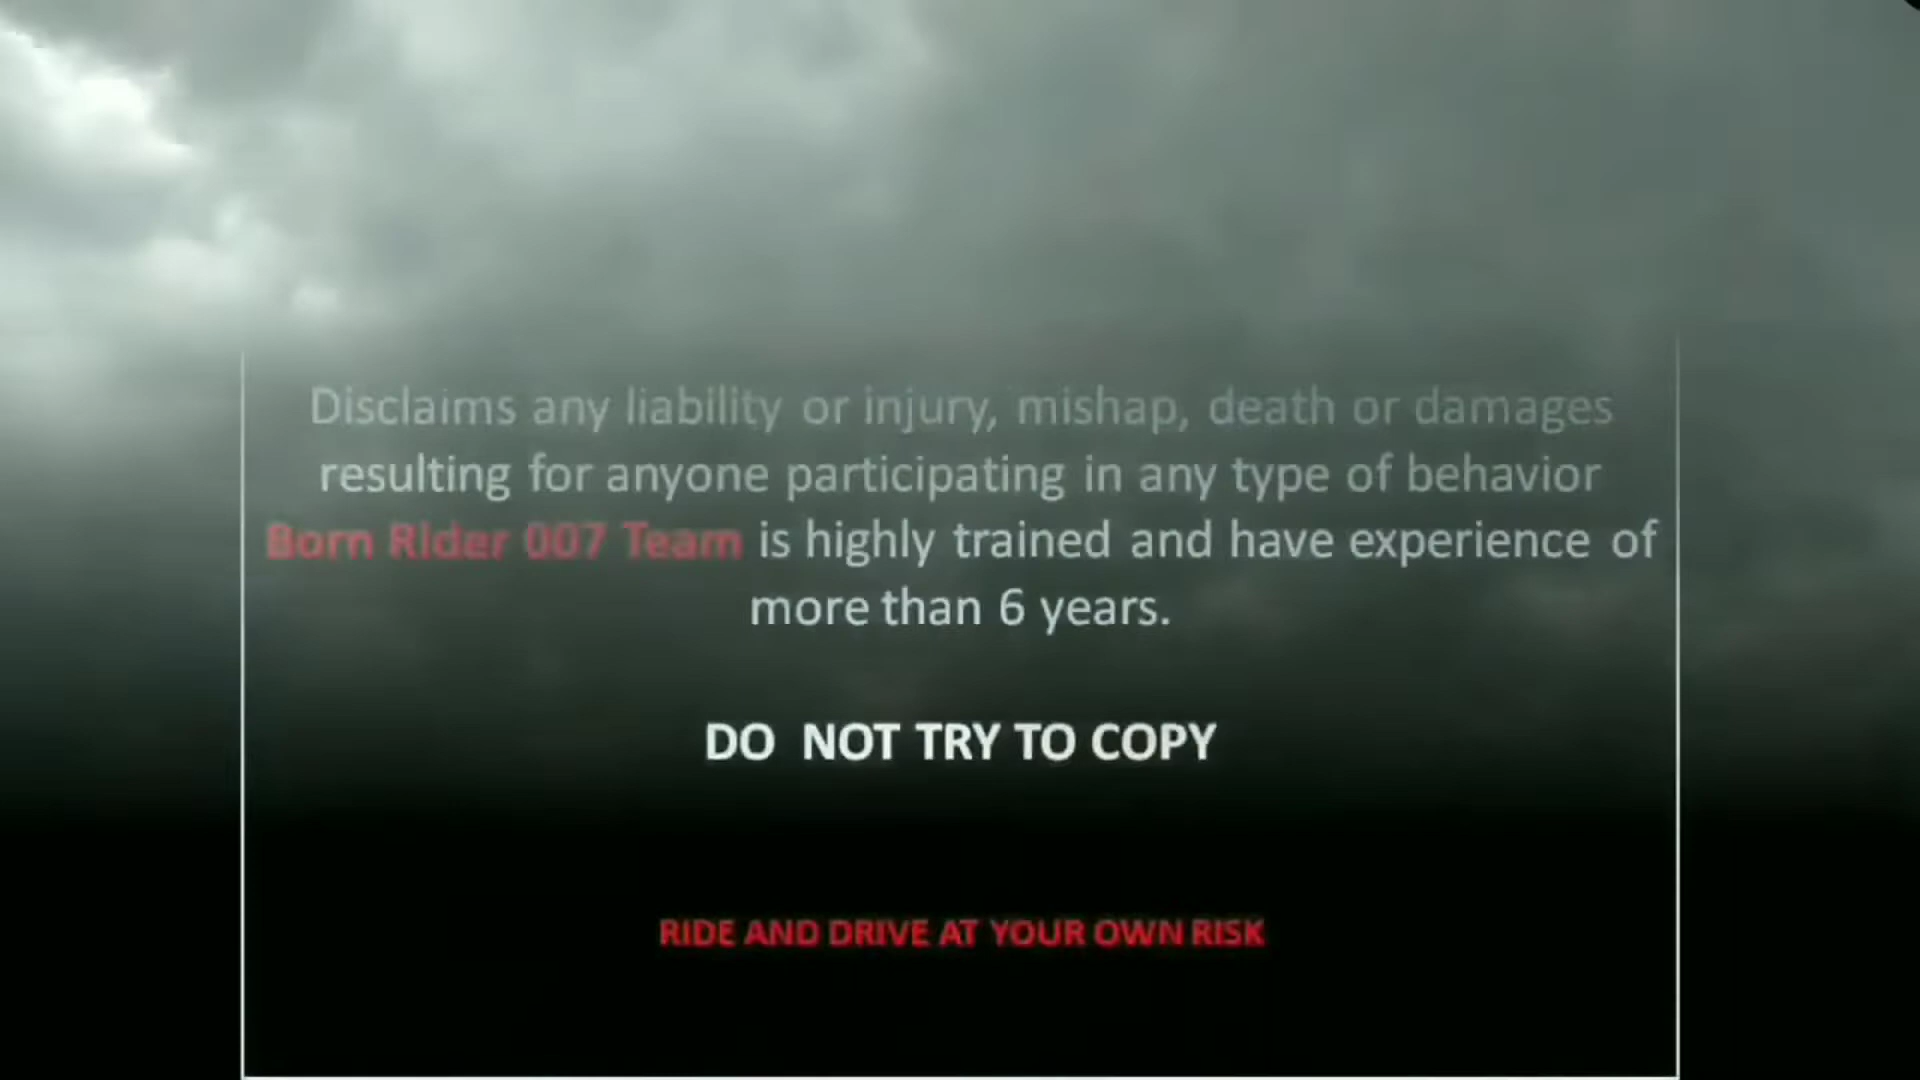 Disclaims any liability or injury, mishap, death or damages
resulting for anyone participating in any type of behavior
Born Rider 007 Team is highly trained and have experience of
more than 6 years.
DO NOT TRY TO COPY
RIDE AND DRIVE AT YOUR OWN RISK